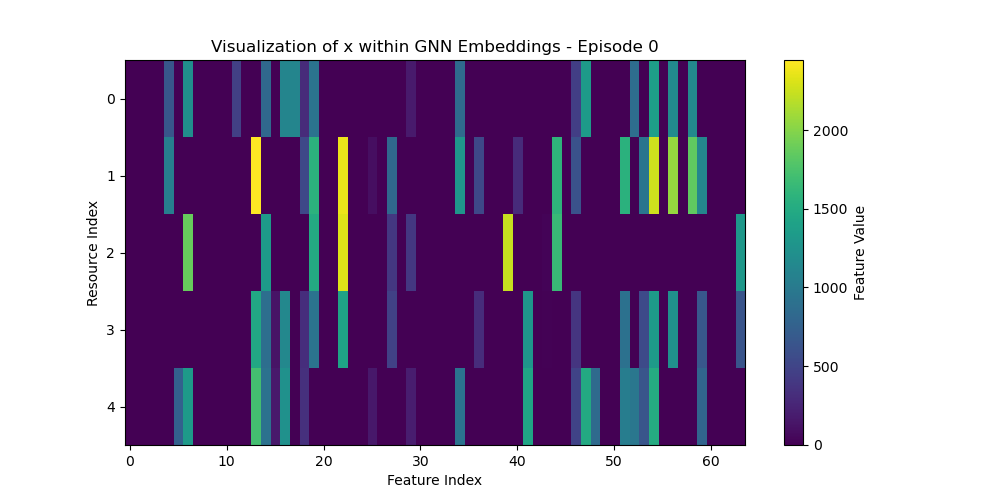 Visualization of x within GNN Embeddings - Episode 0
Resource Index
0
1
2
3
4
0 10 20 30 40 50 60
Feature Index
2000
1500
1000
500
0
Feature Value